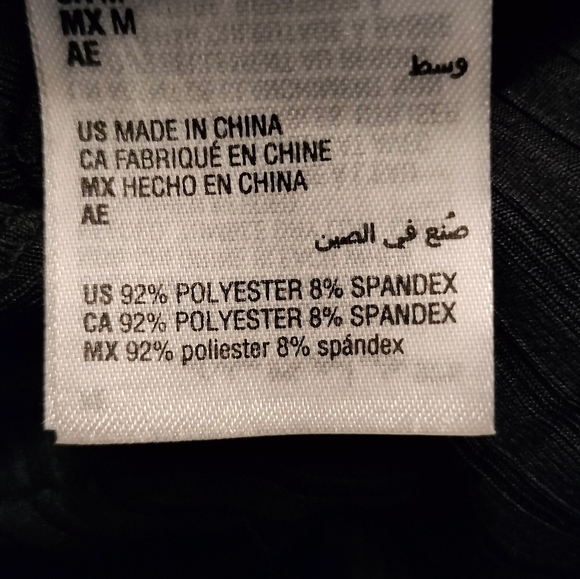 MX M
AE
وسط
US MADE IN CHINA
CA FABRIQUÉ EN CHINE
MX HECHO EN CHINA
AE
صُنع في الصين
US 92% POLYESTER 8% SPANDEX
CA 92% POLYESTER 8% SPANDEX
MX 92% poliester 8% spándex